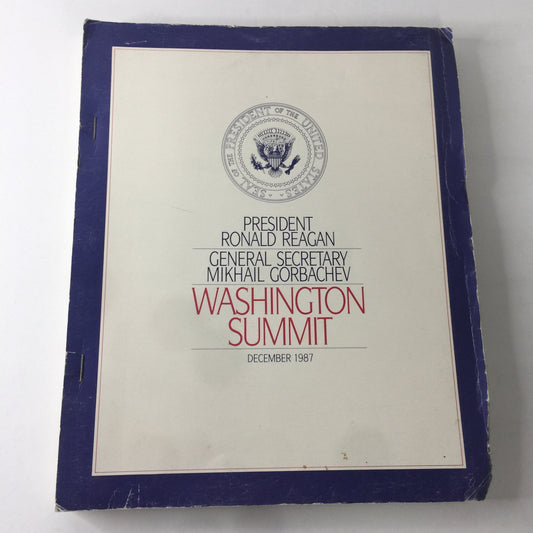 SEAL OF THE PRESIDENT OF THE UNITED STATES
PRESIDENT
RONALD REAGAN
GENERAL SECRETARY
MIKHAIL GORBACHEV
WASHINGTON
SUMMIT
DECEMBER 1987